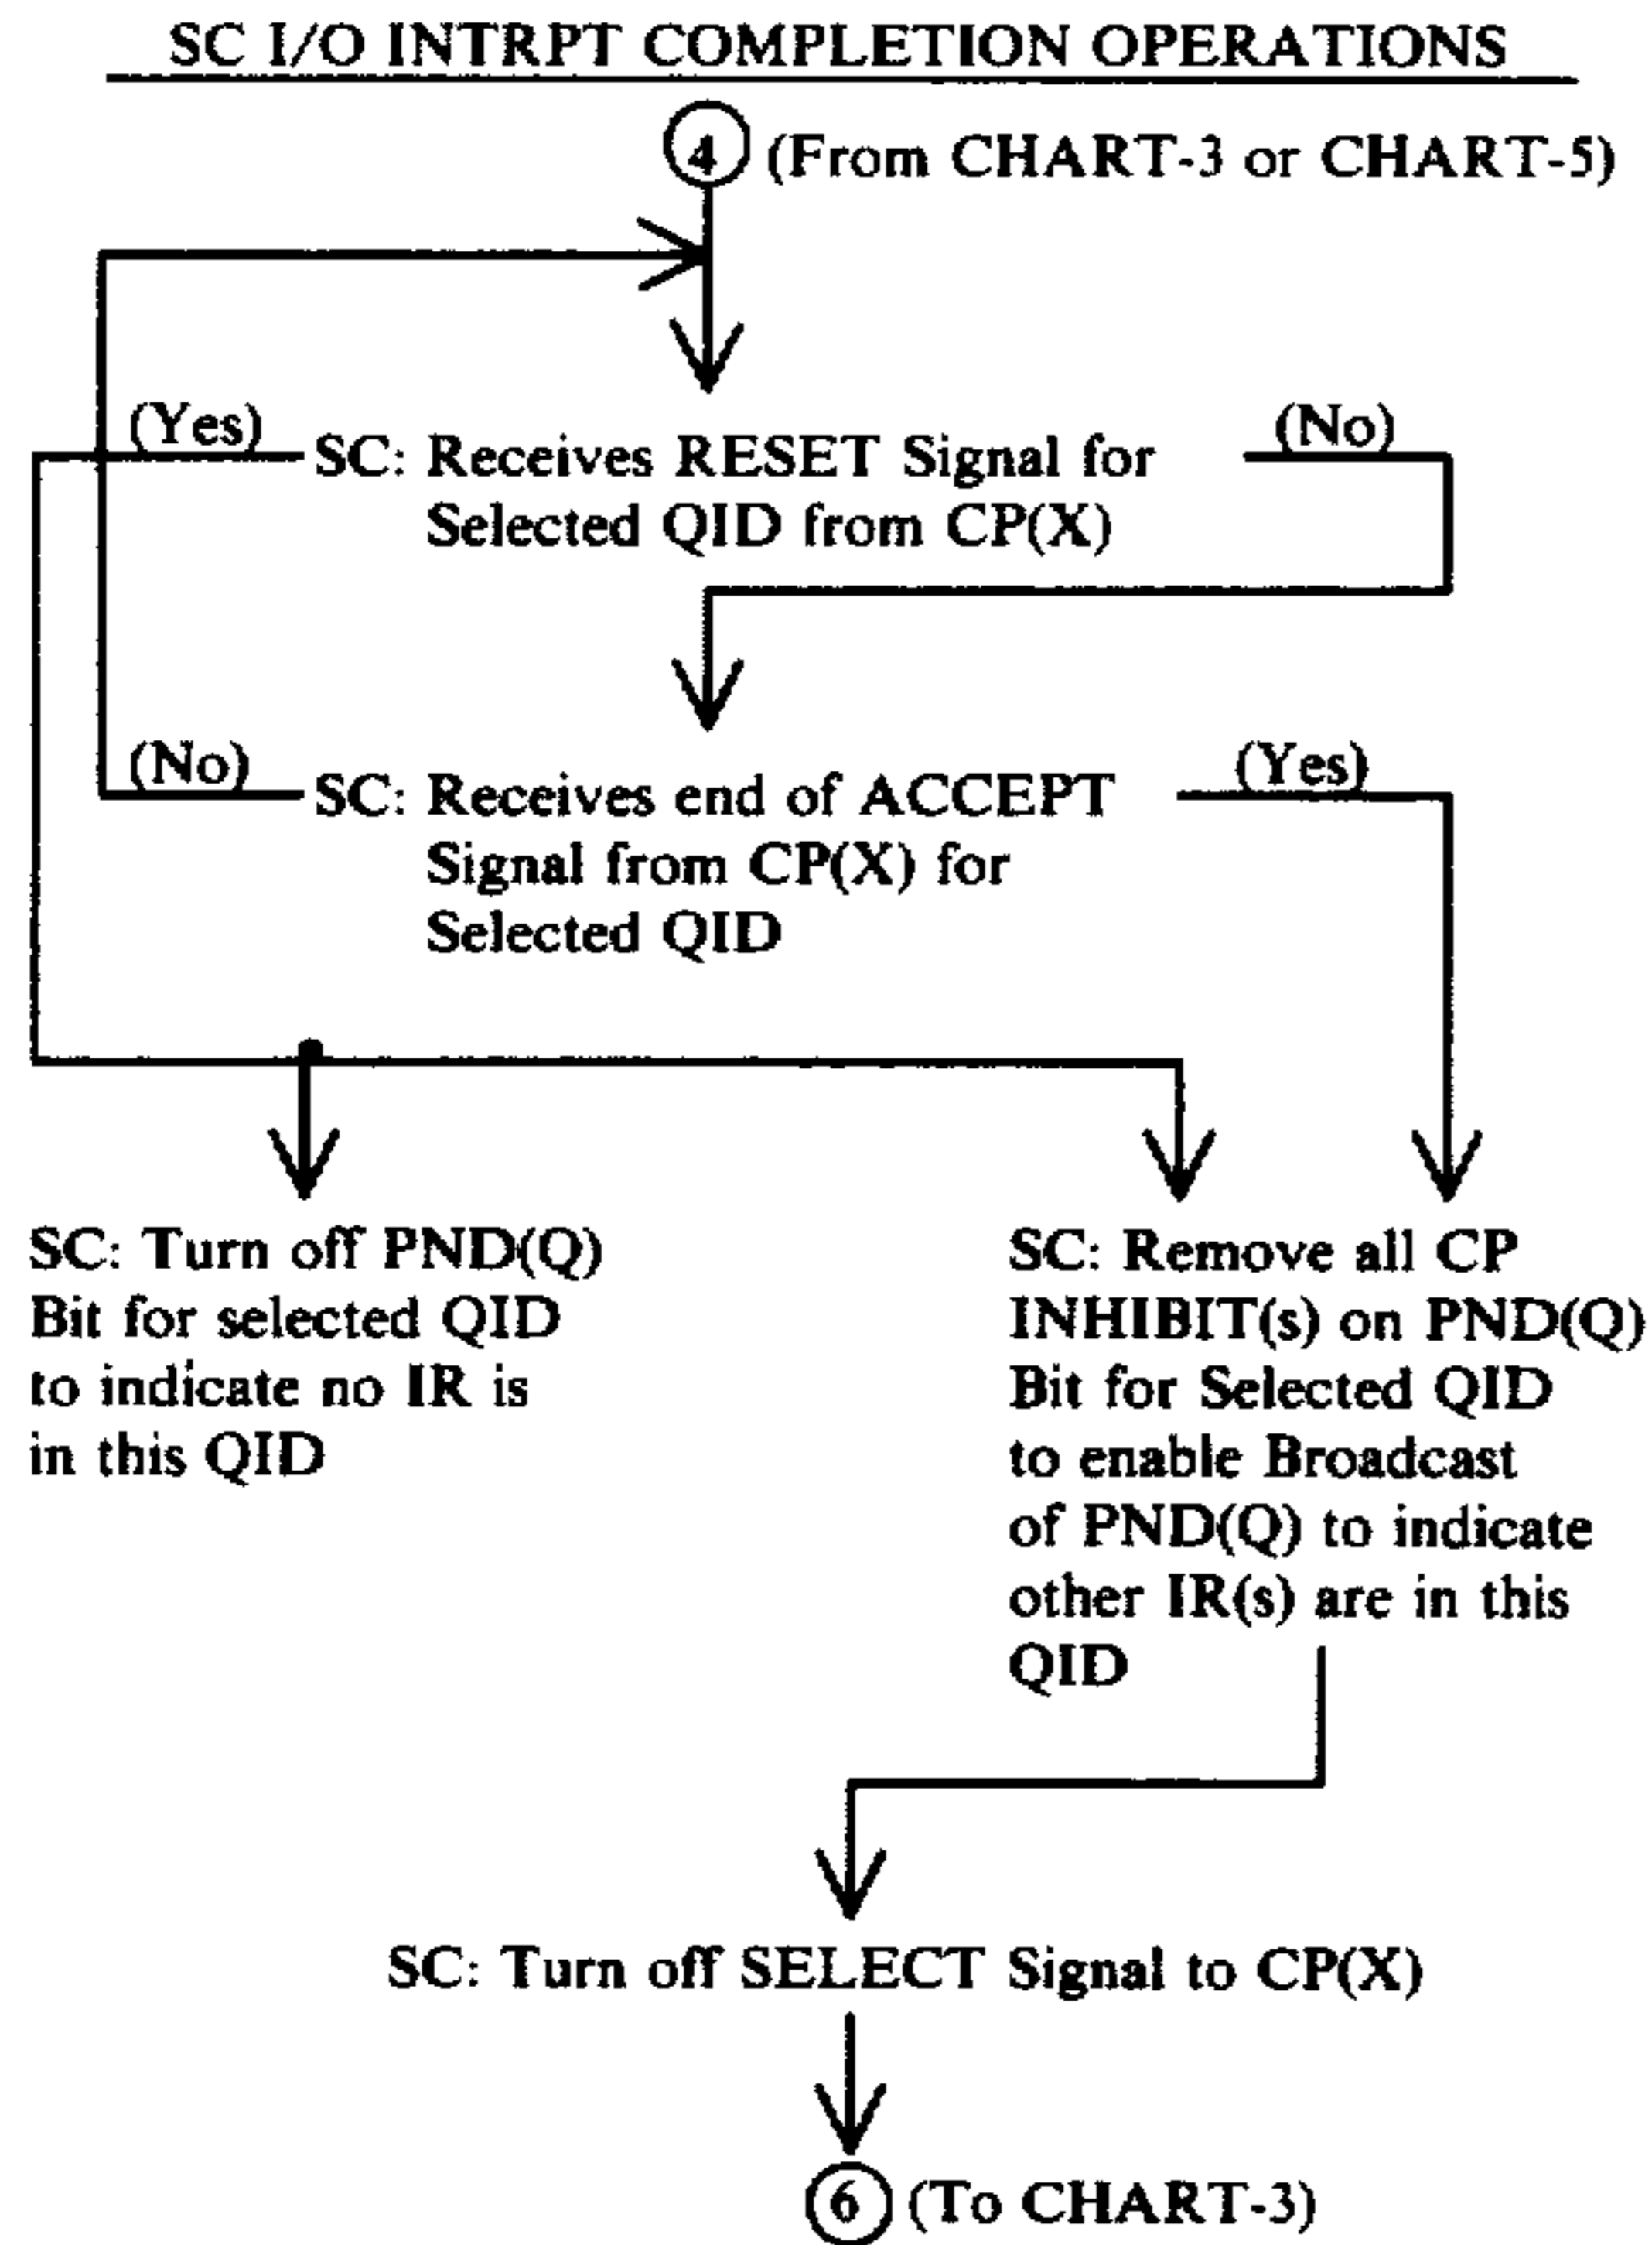 SC I/O INTRPT COMPLETION OPERATIONS
4 (From CHART-3 or CHART-5)
(Yes)
(No)
SC: Receives RESET Signal for
Selected QID from CP(X)
(No)
(Yes)
SC: Receives end of ACCEPT
Signal from CP(X) for
Selected QID
SC: Turn off PND(Q)
Bit for selected QID
to indicate no IR is
in this QID
SC: Remove all CP
INHIBIT(s) on PND(Q)
Bit for Selected QID
to enable Broadcast
of PND(Q) to indicate
other IR(s) are in this
QID
SC: Turn off SELECT Signal to CP(X)
6 (To CHART-3)